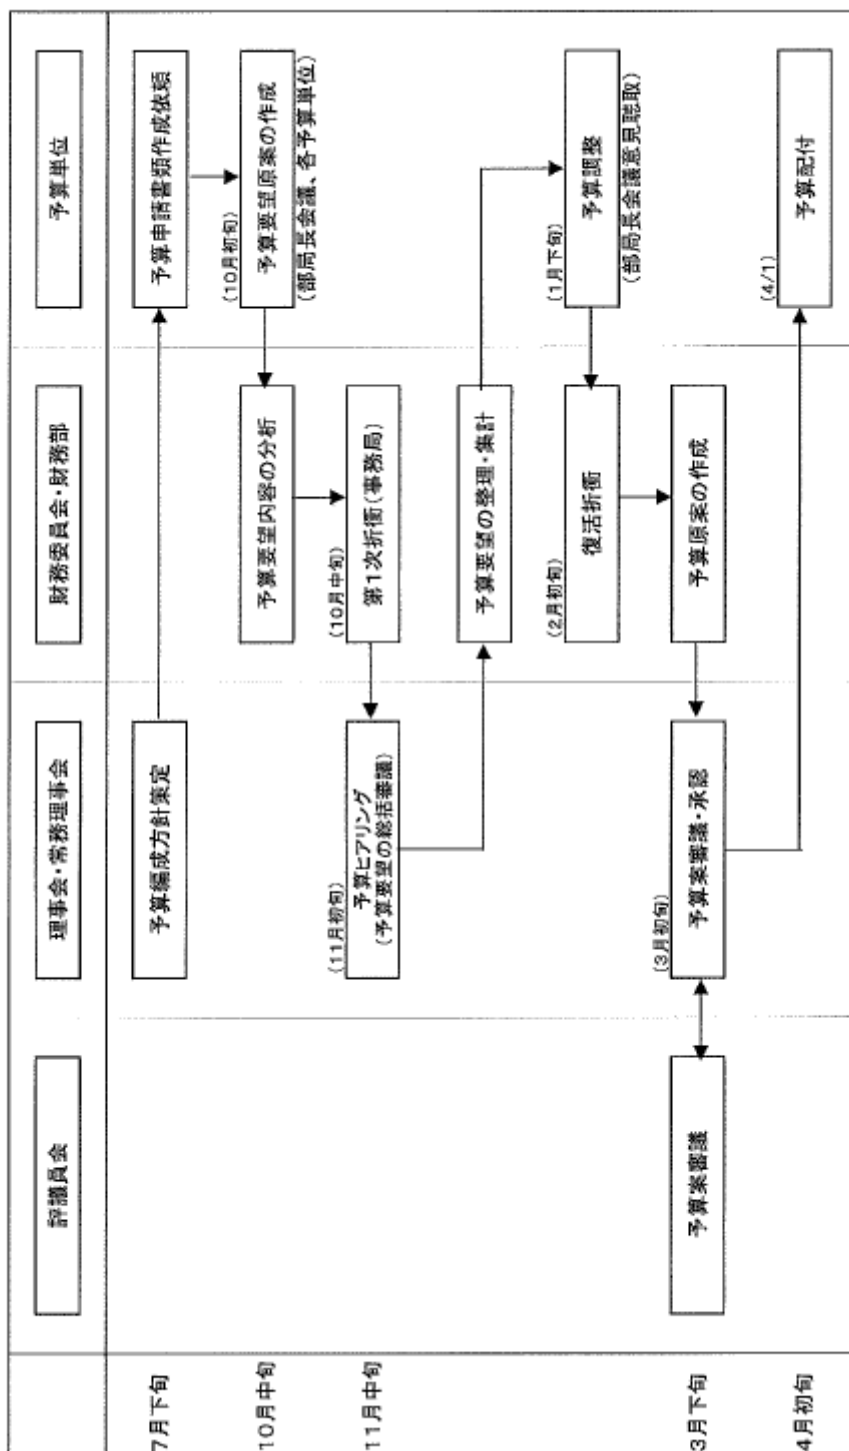 評議員会
理事会・常務理事会
財務委員会・財務部
予算単位
7月下旬
予算編成方針策定
予算申請書類作成依頼
10月中旬
(10月初旬)
予算要望原案の作成
(部局長会議、各予算単位)
予算要望内容の分析
11月中旬
(10月中旬)
第1次折衝(事務局)
(11月初旬)
予算ヒアリング
(予算要望の総括審議)
予算要望の整理・集計
(1月下旬)
予算調整
(部局長会議意見聴取)
(2月初旬)
復活折衝
3月下旬
予算原案の作成
(3月初旬)
予算案審議・承認
予算案審議
4月初旬
(4/1)
予算配付